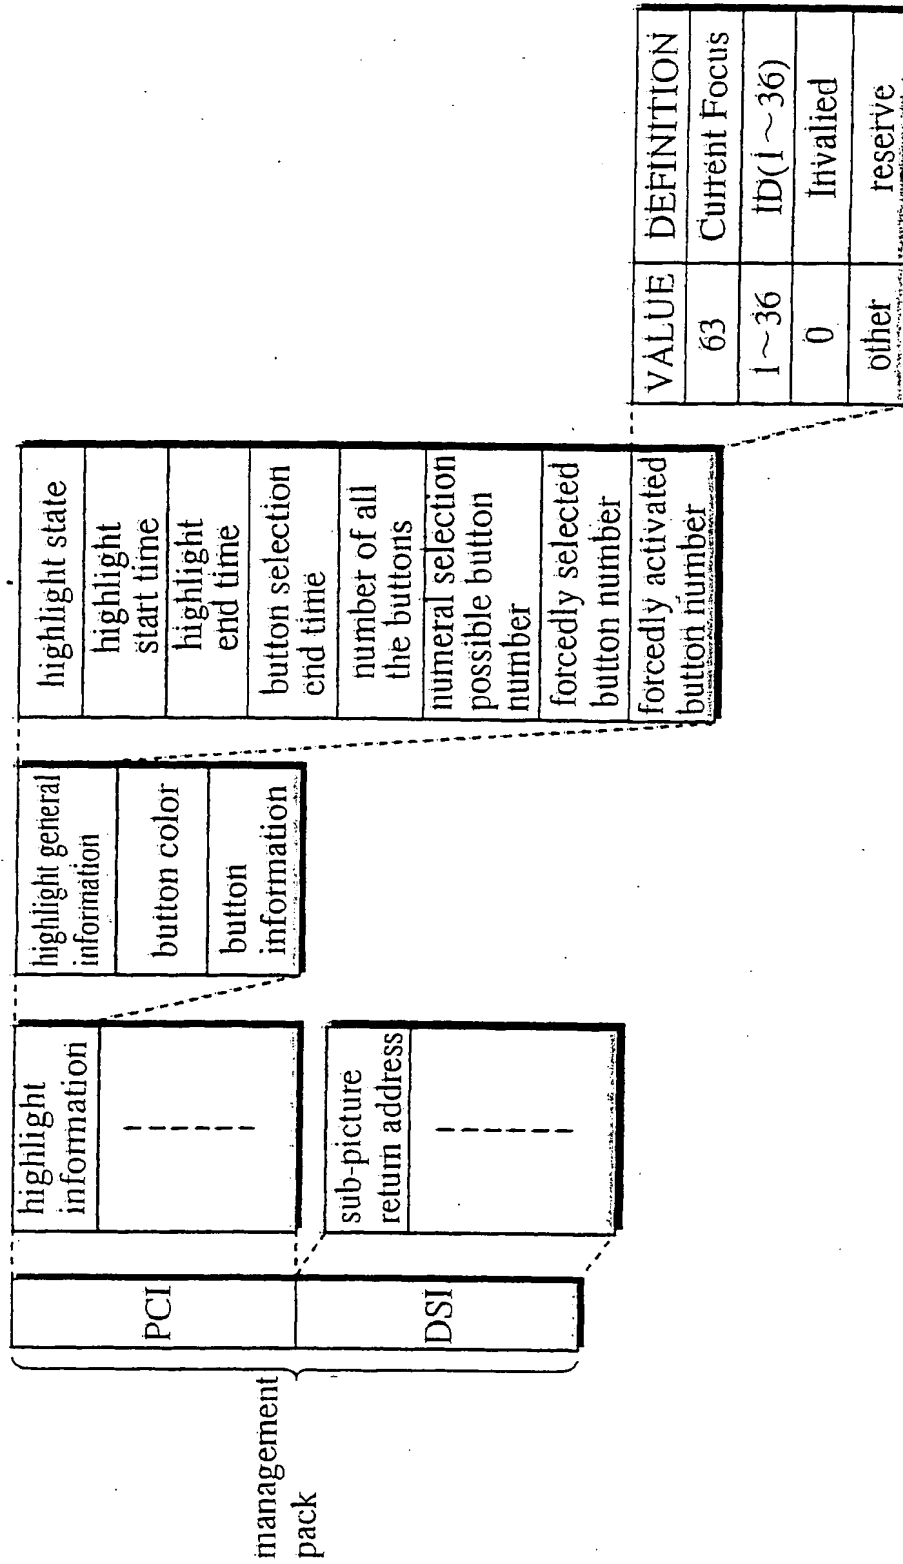 management
pack
PCI
DSI
highlight
information
sub-picture
return address
highlight general
information
button color
button
information
highlight state
highlight
start time
highlight
end time
button selection
end time
number of all
the buttons
numeral selection
possible button
number
forcedly selected
button number
forcedly activated
button number
VALUE DEFINITION
63 Current Focus
1~36 ID(1~36)
0 Invalied
other reserve